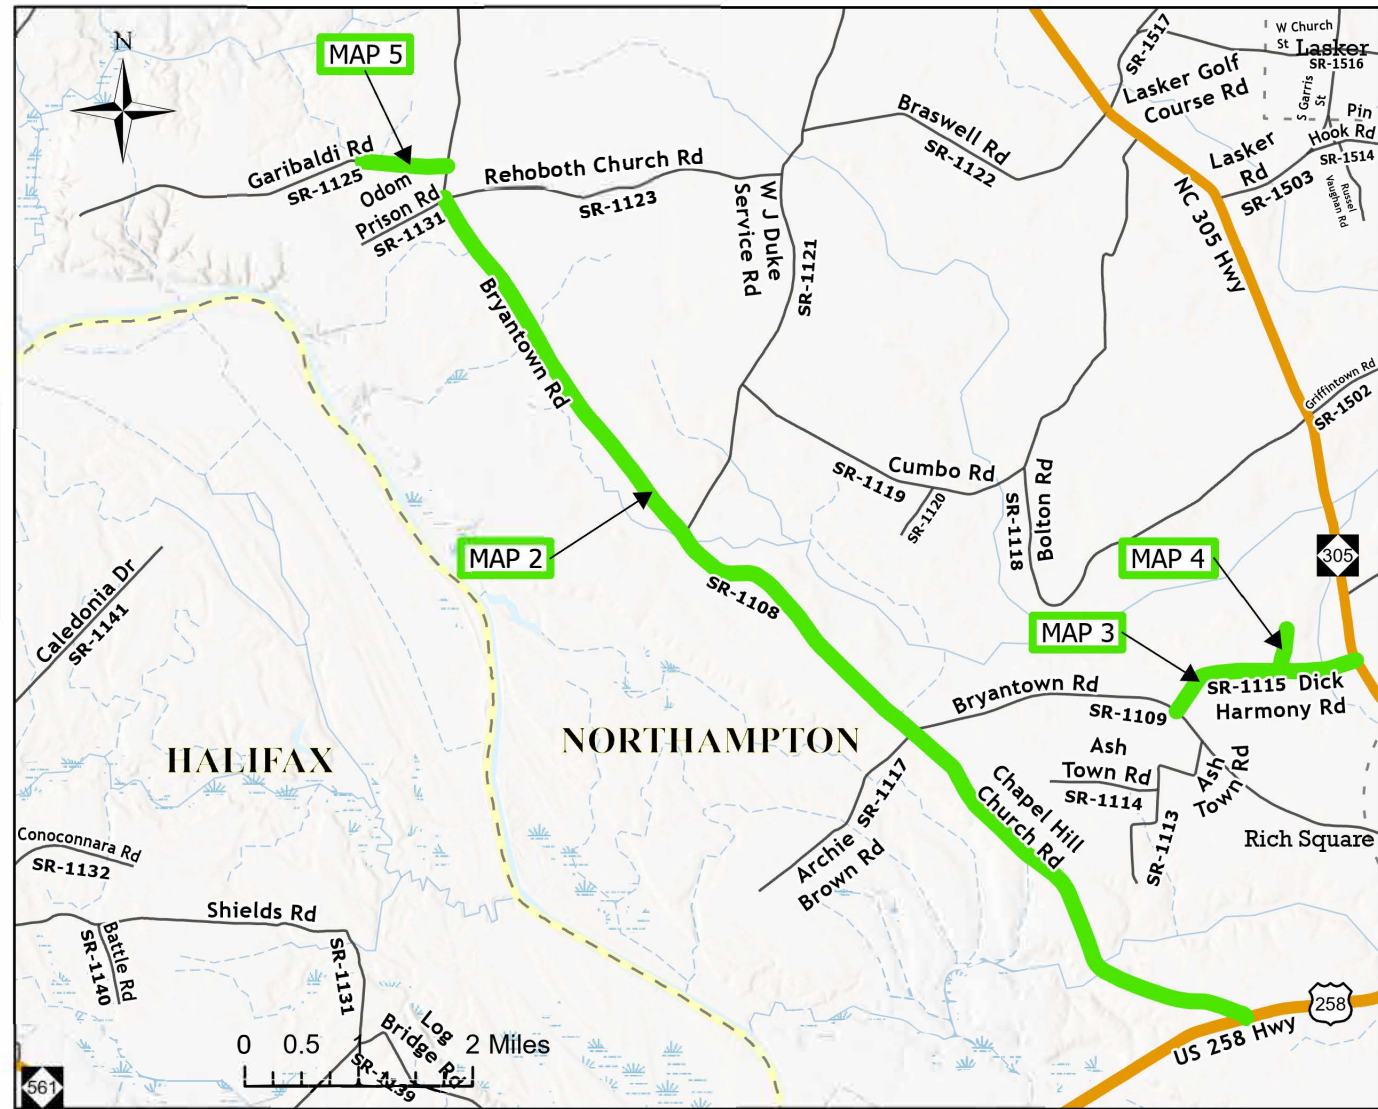 N
MAP 5
SR-1517
W Church
St
Lasker
SR-1516
Lasker Golf
Course Rd
S Garris
St
Pin
Hook Rd
SR-1514
Russel
Vaughan Rd
Braswell Rd
SR-1122
Lasker
Rd
SR-1503
NC 305 Hwy
Garibaldi Rd
SR-1125
Odom
Prison Rd
SR-1131
Rehoboth Church Rd
SR-1123
W J Duke
Service Rd
SR-1121
Bryantown Rd
Griffintown Rd
SR-1502
Cumbo Rd
SR-1119
SR-1120
SR-1118
Bolton Rd
MAP 2
MAP 4
305
SR-1108
MAP 3
Caledonia Dr
SR-1141
SR-1115 Dick
Harmony Rd
Bryantown Rd
SR-1109
HALIFAX
NORTHAMPTON
Ash
Town Rd
SR-1114
Ash
Town Rd
SR-1113
Rich Square
SR-1117
Archie
Brown Rd
Chapel Hill
Church Rd
Conoconnara Rd
SR-1132
Shields Rd
SR-1131
Battle Rd
SR-1140
Log
Bridge Rd
SR-1139
0 0.5 1 2 Miles
258
US 258 Hwy
561